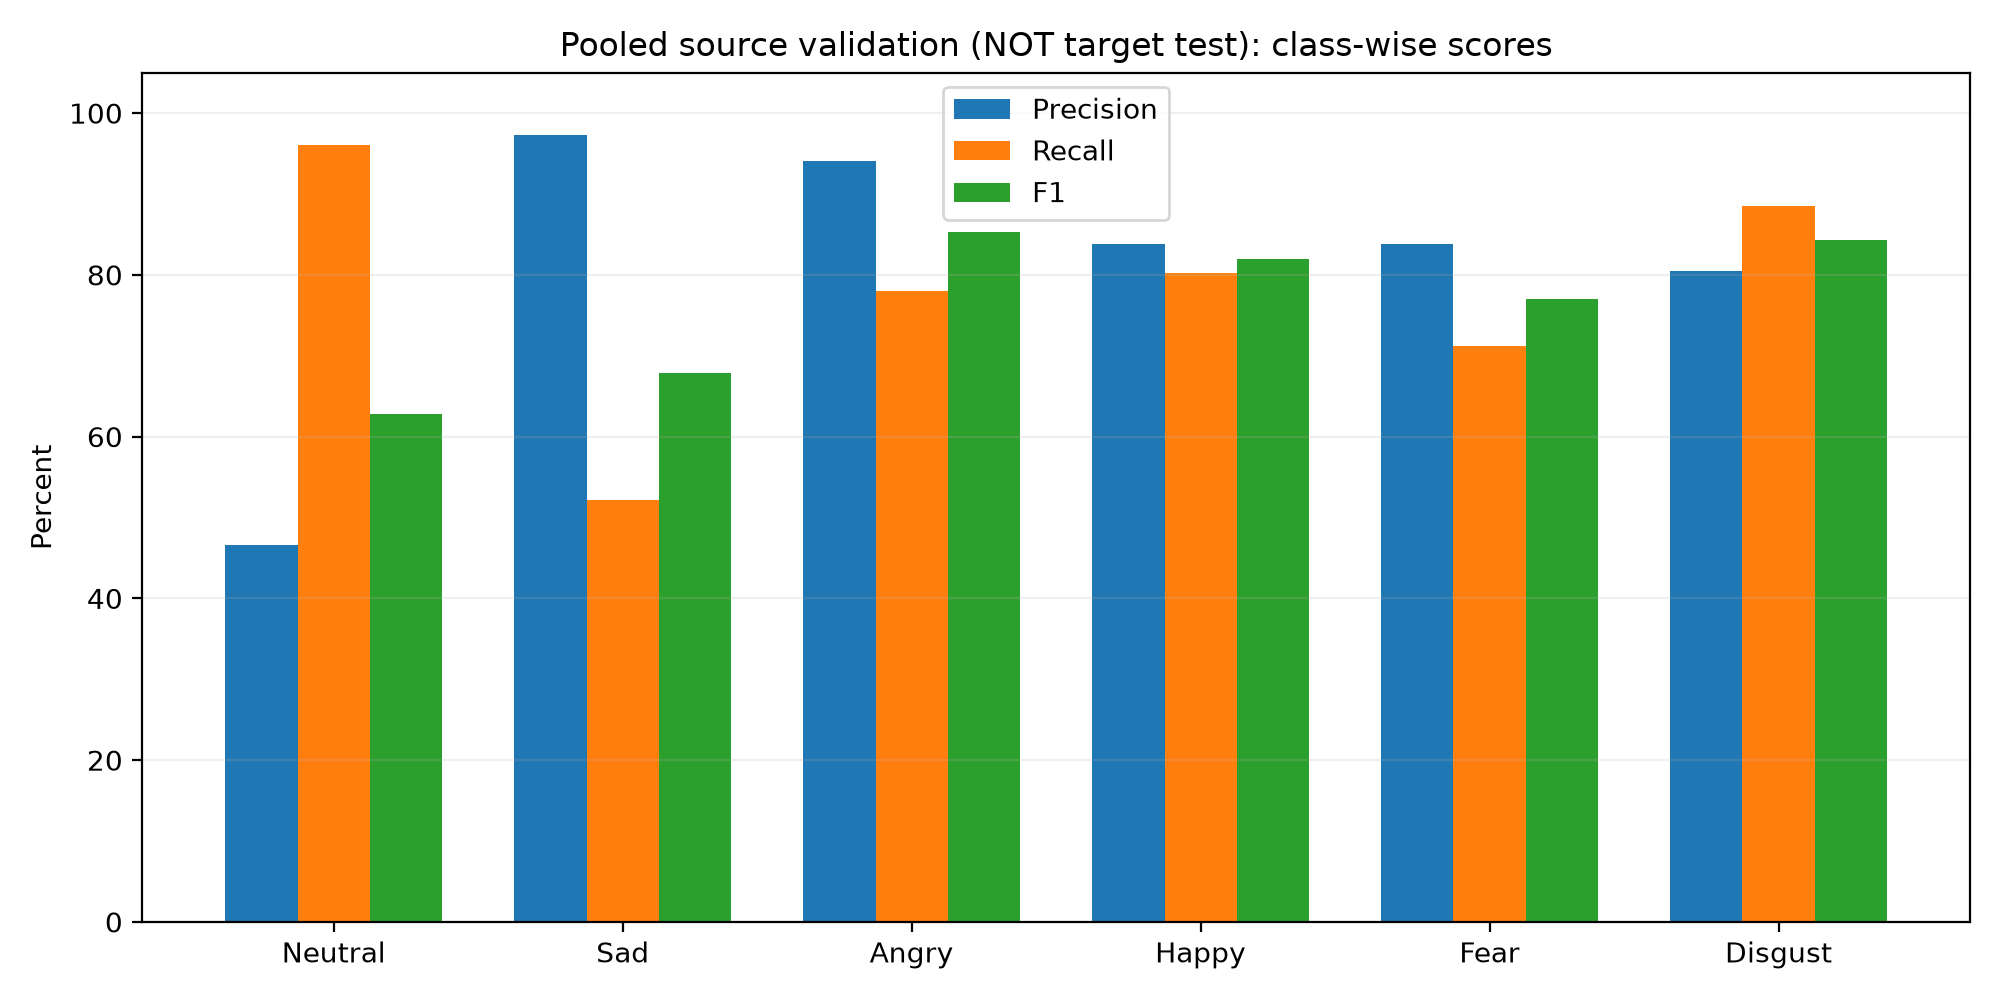 Pooled source validation (NOT target test): class-wise scores
Precision
Recall
F1
Percent
100
80
60
40
20
0
Neutral
Sad
Angry
Happy
Fear
Disgust